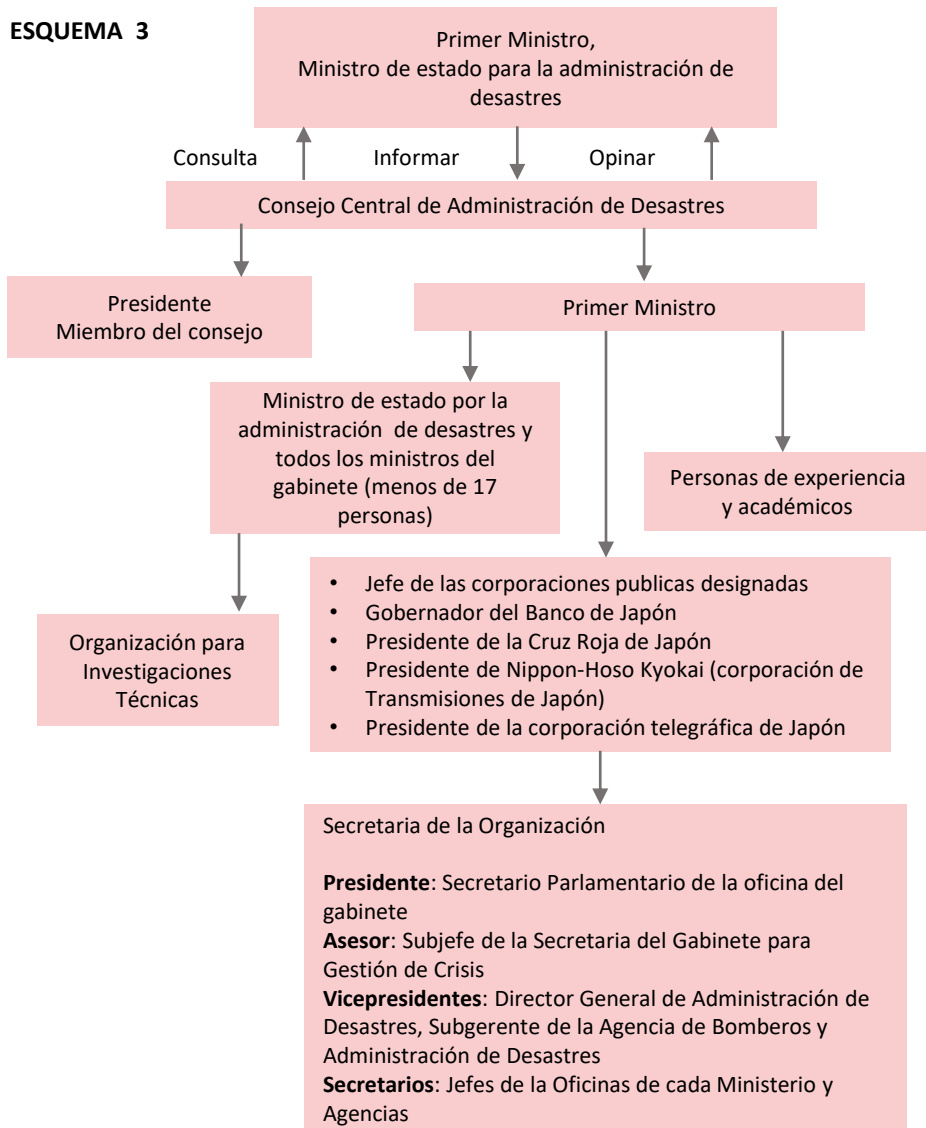 ESQUEMA 3
Primer Ministro,
Ministro de estado para la administración de
desastres
Consulta
Informar
Opinar
Consejo Central de Administración de Desastres
Presidente
Miembro del consejo
Primer Ministro
Ministro de estado por la
administración de desastres y
todos los ministros del
gabinete (menos de 17
personas)
Personas de experiencia
y académicos
Organización para
Investigaciones
Técnicas
• Jefe de las corporaciones publicas designadas
• Gobernador del Banco de Japón
• Presidente de la Cruz Roja de Japón
• Presidente de Nippon-Hoso Kyokai (corporación de
Transmisiones de Japón)
• Presidente de la corporación telegráfica de Japón
Secretaria de la Organización
Presidente: Secretario Parlamentario de la oficina del
gabinete
Asesor: Subjefe de la Secretaria del Gabinete para
Gestión de Crisis
Vicepresidentes: Director General de Administración de
Desastres, Subgerente de la Agencia de Bomberos y
Administración de Desastres
Secretarios: Jefes de la Oficinas de cada Ministerio y
Agencias